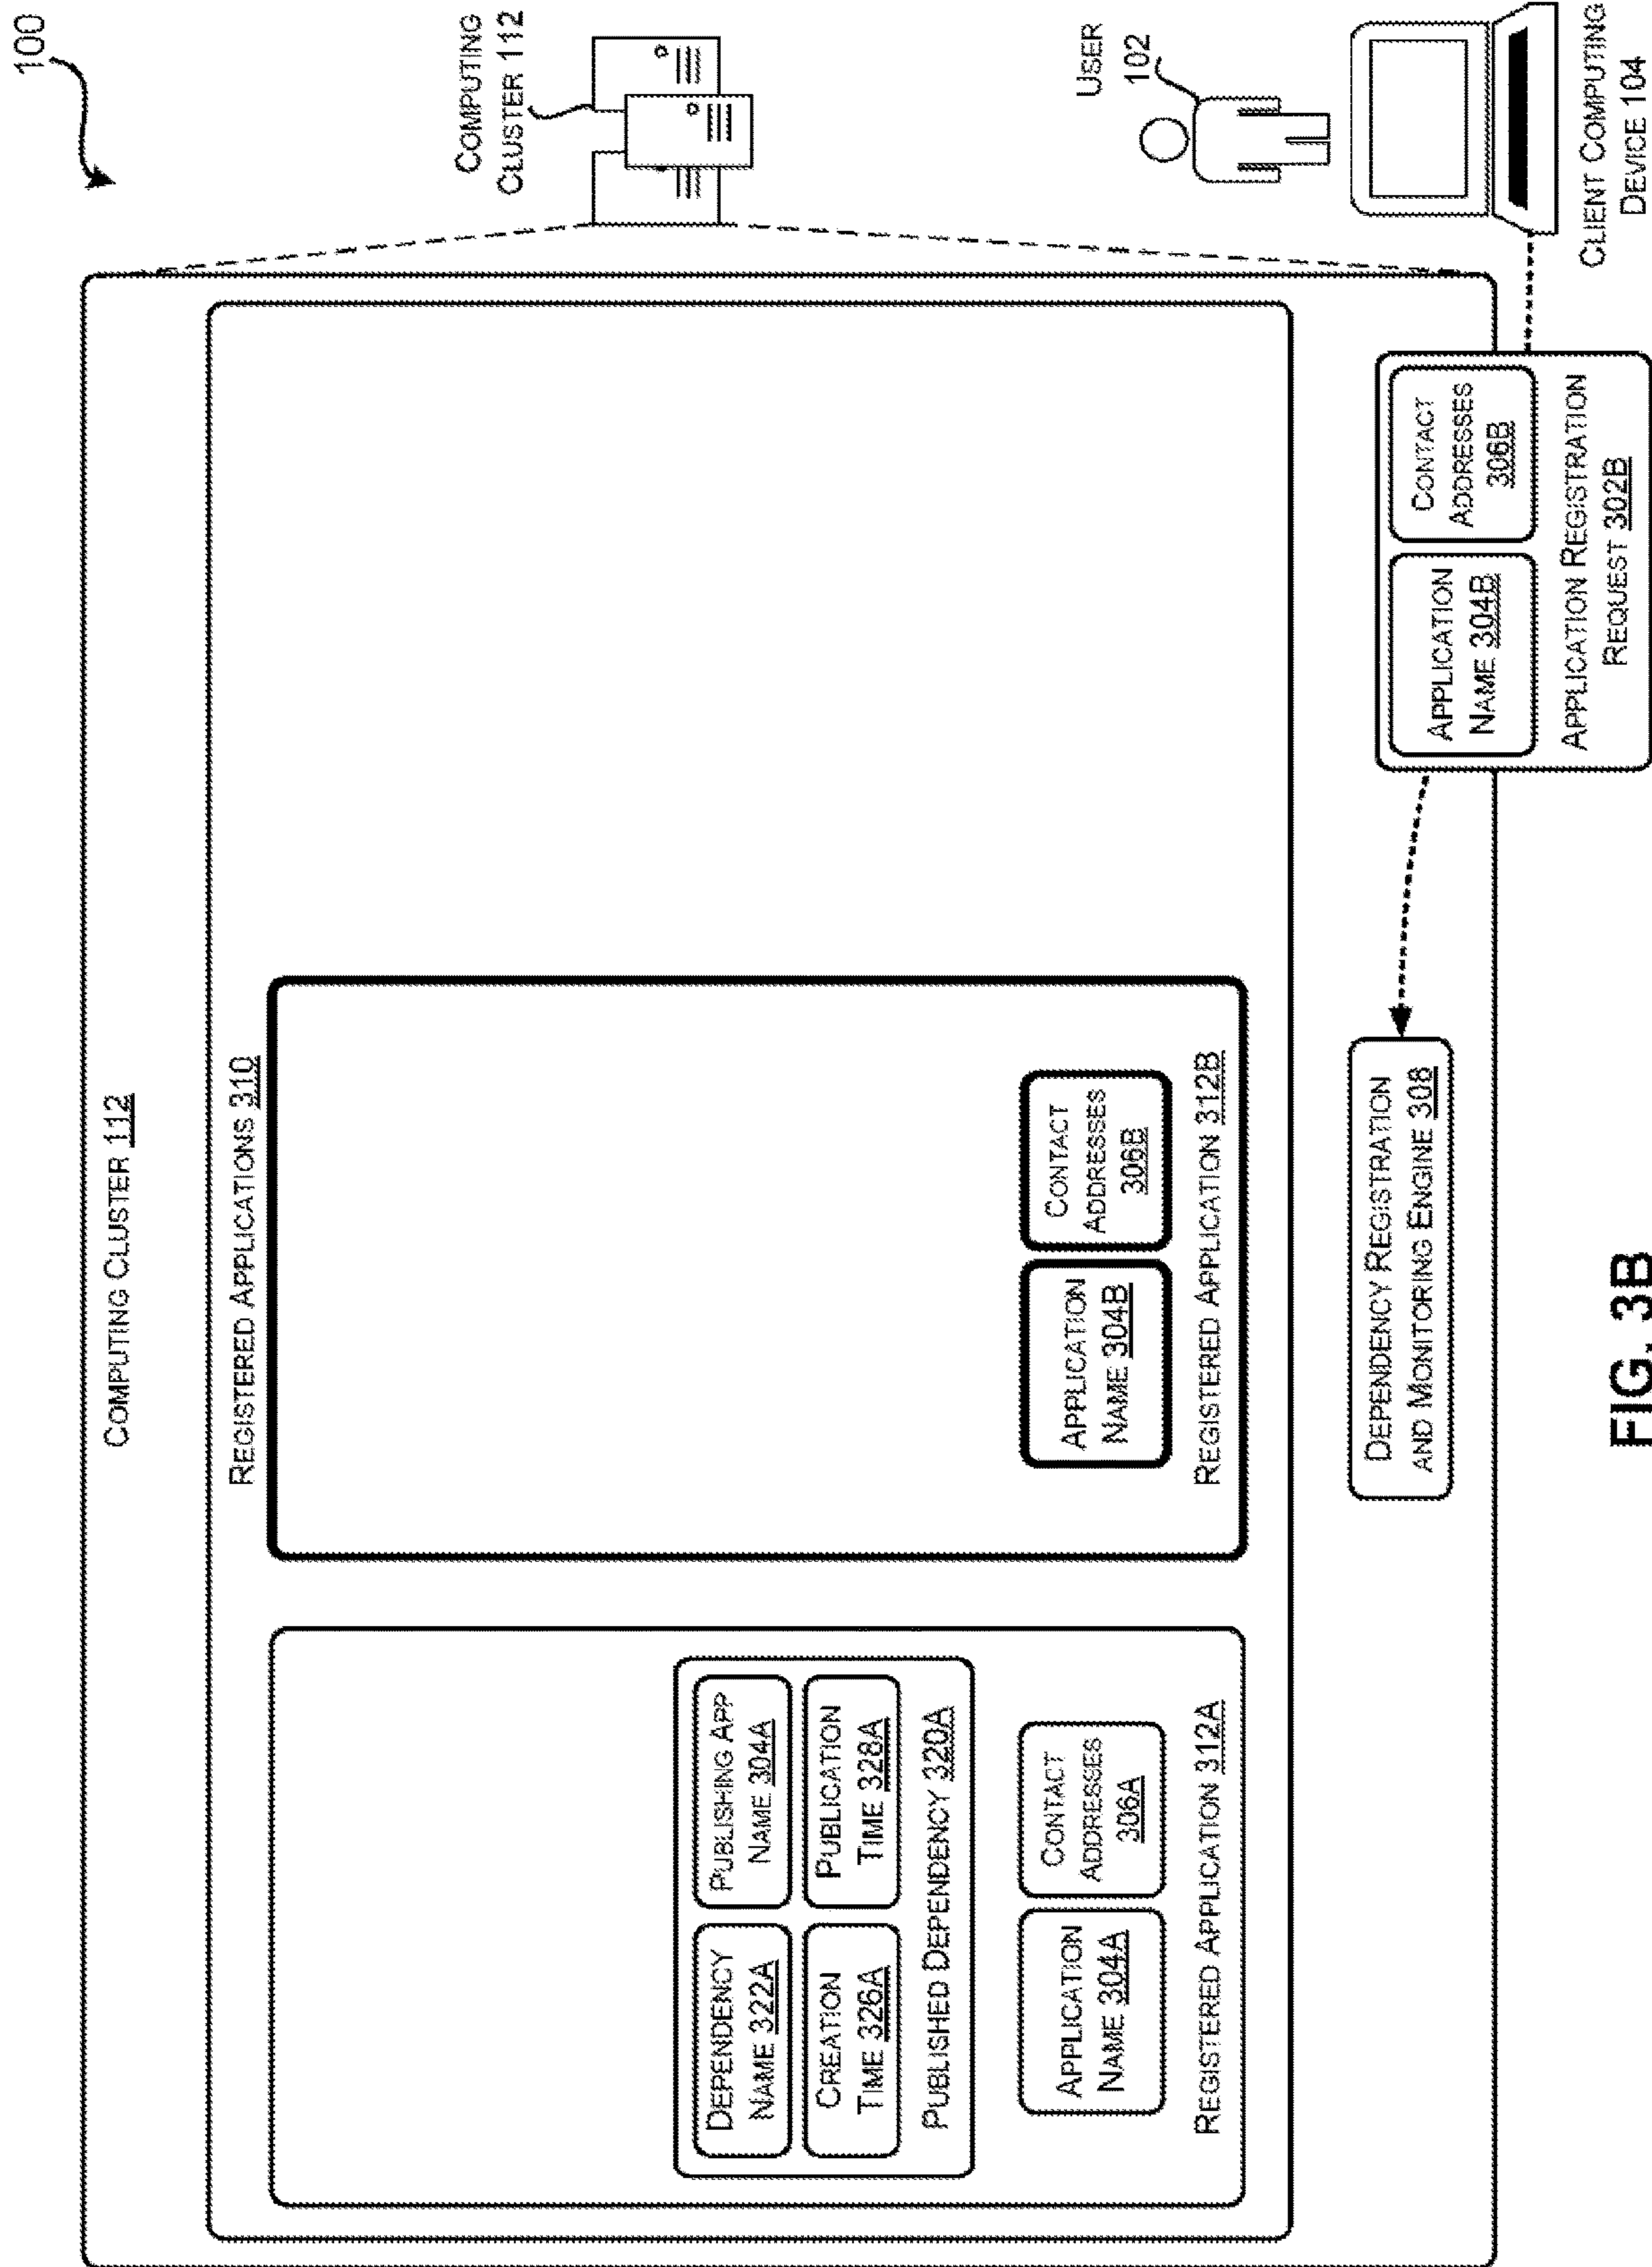 100
COMPUTING CLUSTER 112
COMPUTING
CLUSTER 112
REGISTERED APPLICATIONS 310
DEPENDENCY
NAME 322A
PUBLISHING APP
NAME 304A
CREATION
TIME 326A
PUBLICATION
TIME 328A
PUBLISHED DEPENDENCY 320A
APPLICATION
NAME 304A
CONTACT
ADDRESSES
306A
REGISTERED APPLICATION 312A
APPLICATION
NAME 304B
CONTACT
ADDRESSES
306B
REGISTERED APPLICATION 312B
USER
102
DEPENDENCY REGISTRATION
AND MONITORING ENGINE 308
APPLICATION
NAME 304B
CONTACT
ADDRESSES
306B
APPLICATION REGISTRATION
REQUEST 302B
CLIENT COMPUTING
DEVICE 104
FIG. 3B